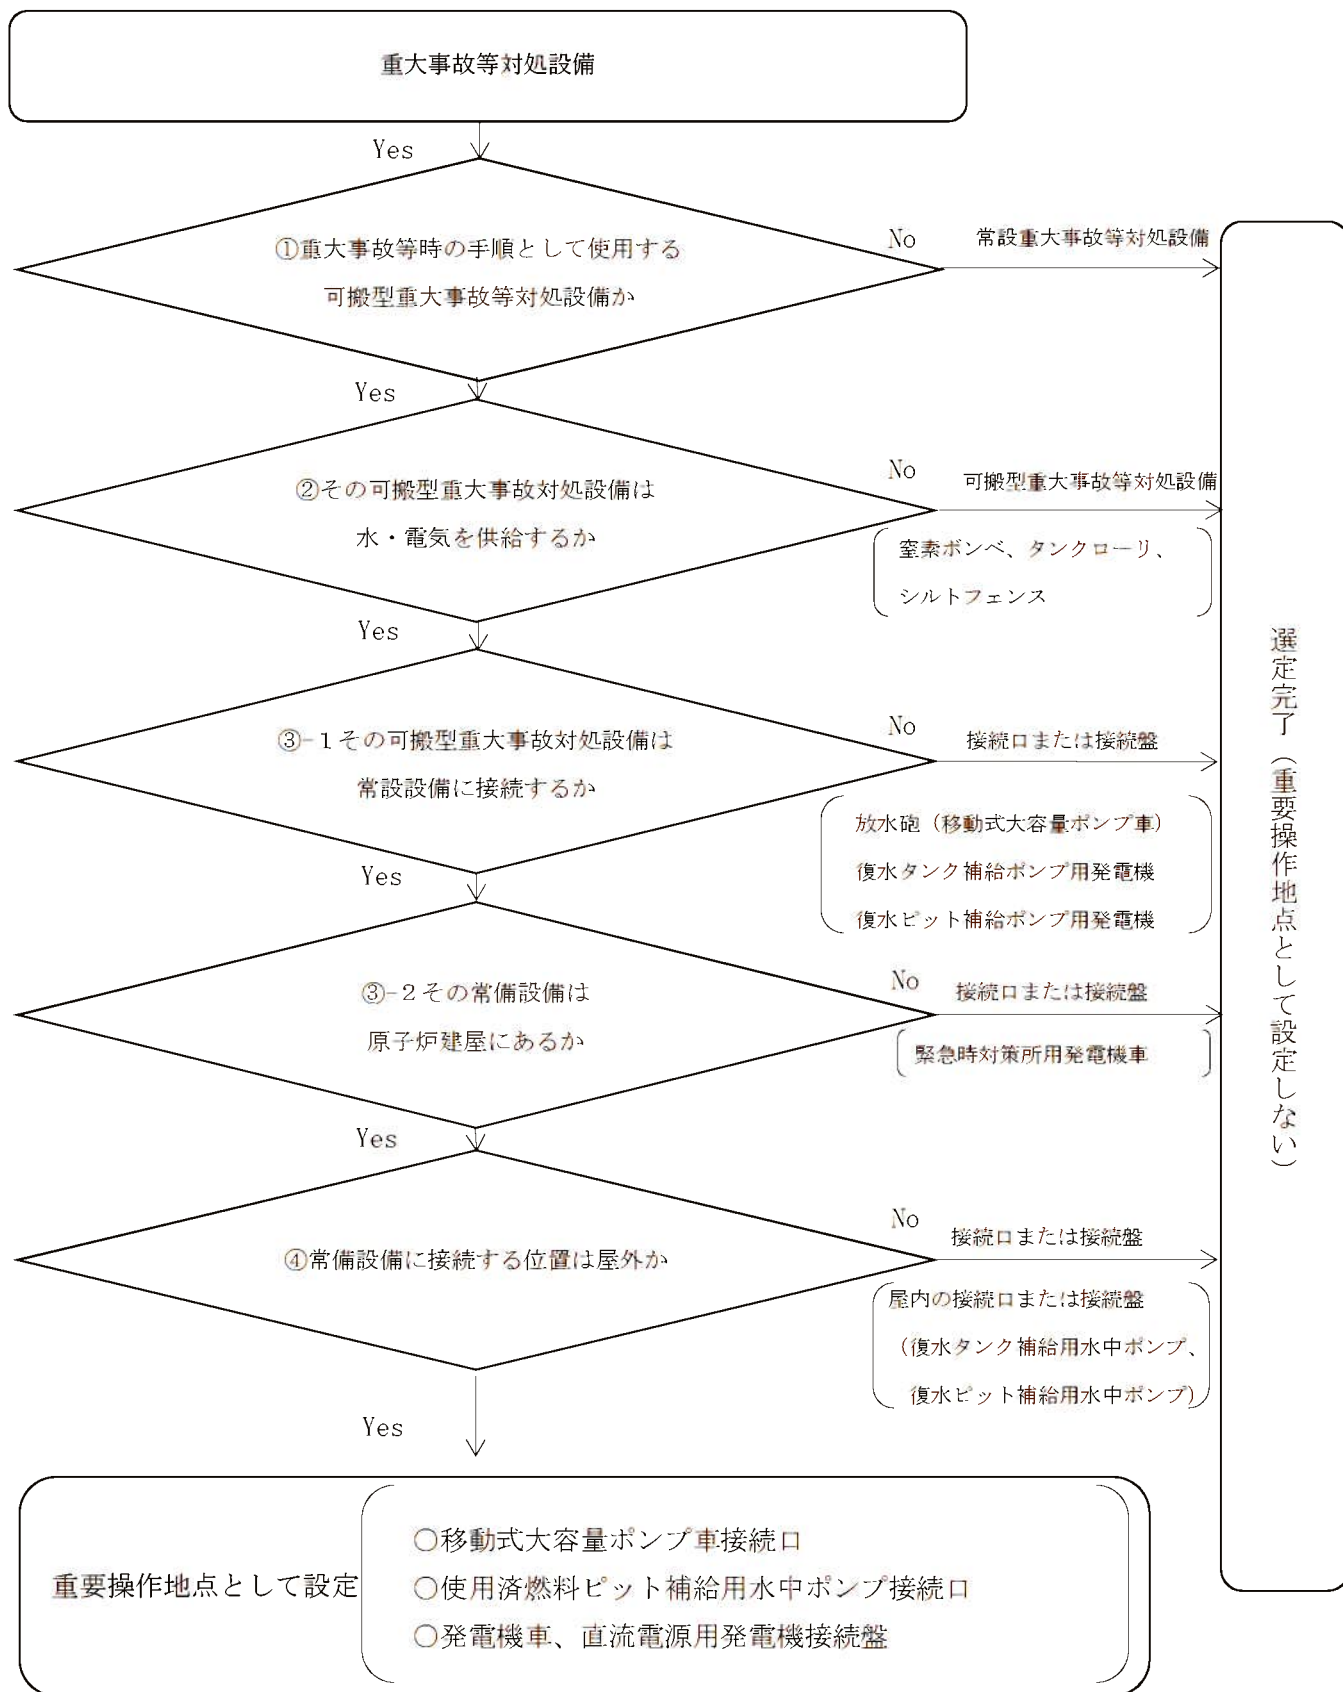 重大事故等対処設備
Yes
①重大事故等時の手順として使用する
可搬型重大事故等対処設備か
No
常設重大事故等対処設備
Yes
②その可搬型重大事故対処設備は
水・電気を供給するか
No
可搬型重大事故等対処設備
窒素ボンベ、タンクローリ、
シルトフェンス
Yes
③-1その可搬型重大事故対処設備は
常設設備に接続するか
No
接続口または接続盤
放水砲（移動式大容量ポンプ車）
復水タンク補給ポンプ用発電機
復水ピット補給ポンプ用発電機
Yes
③-2その常備設備は
原子炉建屋にあるか
No
接続口または接続盤
緊急時対策所用発電機車
Yes
④常備設備に接続する位置は屋外か
No
接続口または接続盤
屋内の接続口または接続盤
（復水タンク補給用水中ポンプ、
復水ピット補給用水中ポンプ）
Yes
選定完了（重要操作地点として設定しない）
重要操作地点として設定
○移動式大容量ポンプ車接続口
○使用済燃料ピット補給用水中ポンプ接続口
○発電機車、直流電源用発電機接続盤